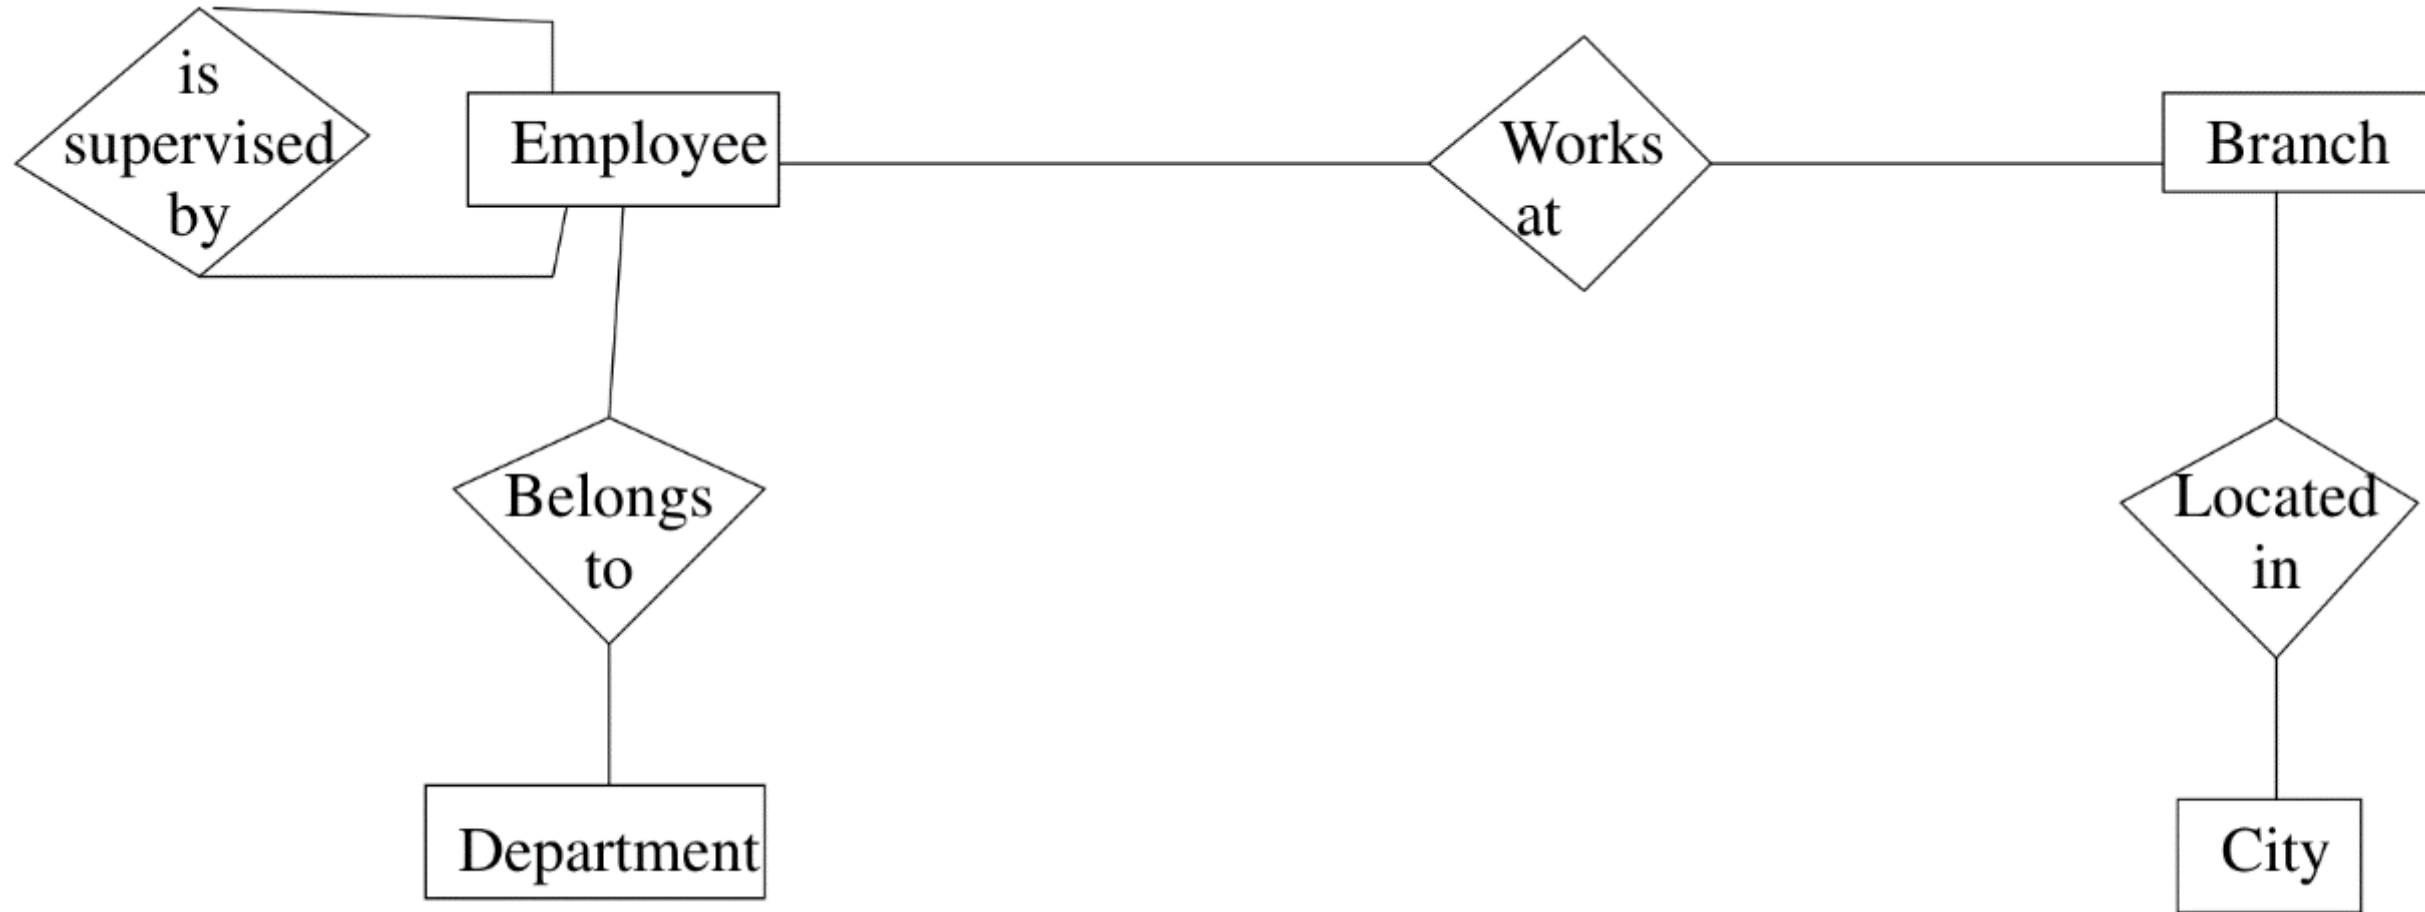 is
supervised
by
Employee
Works
at
Branch
Belongs
to
Located
in
Department
City